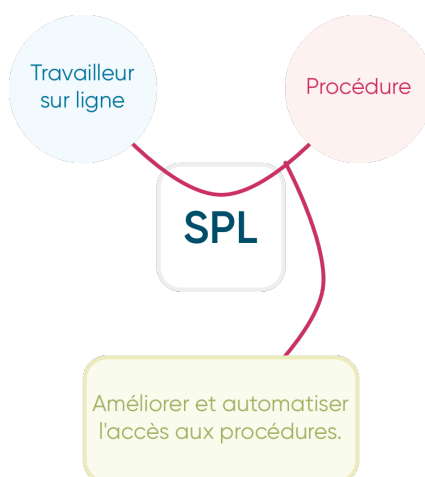 Travailleur
sur ligne
Procédure
SPL
Améliorer et automatiser
l'accès aux procédures.